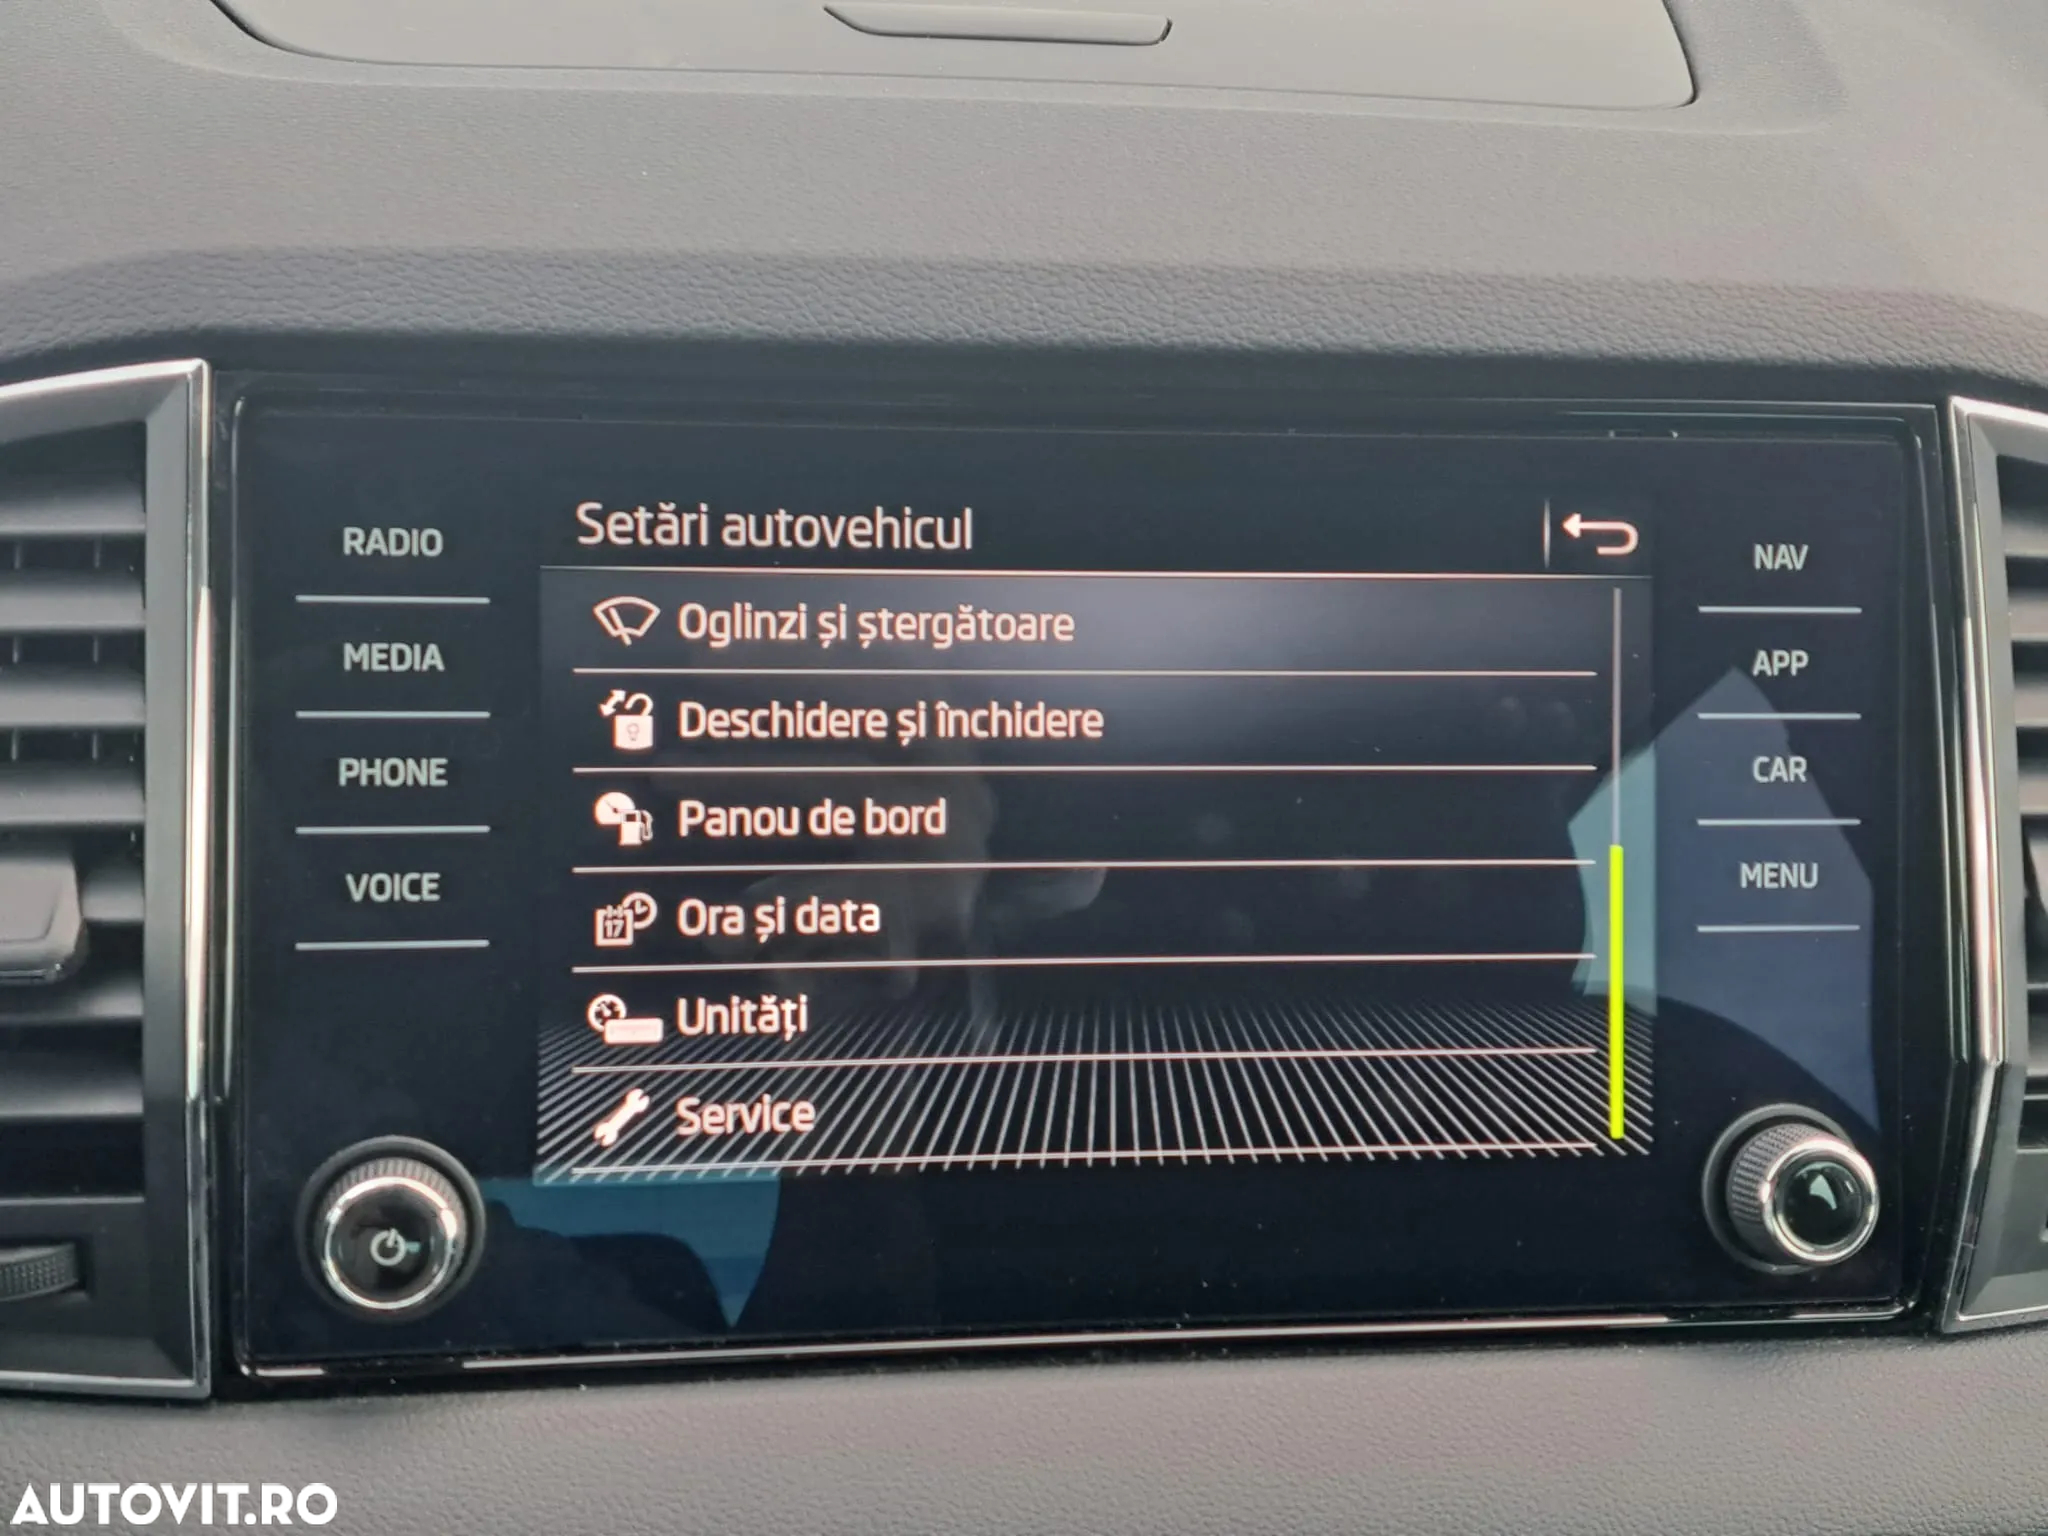 RADIO
MEDIA
PHONE
VOICE
Setări autovehicul
Oglinzi și ștergătoare
Deschidere și închidere
Panou de bord
17
Ora și data
Unități
Service
NAV
APP
CAR
MENU
AUTOVIT.RO